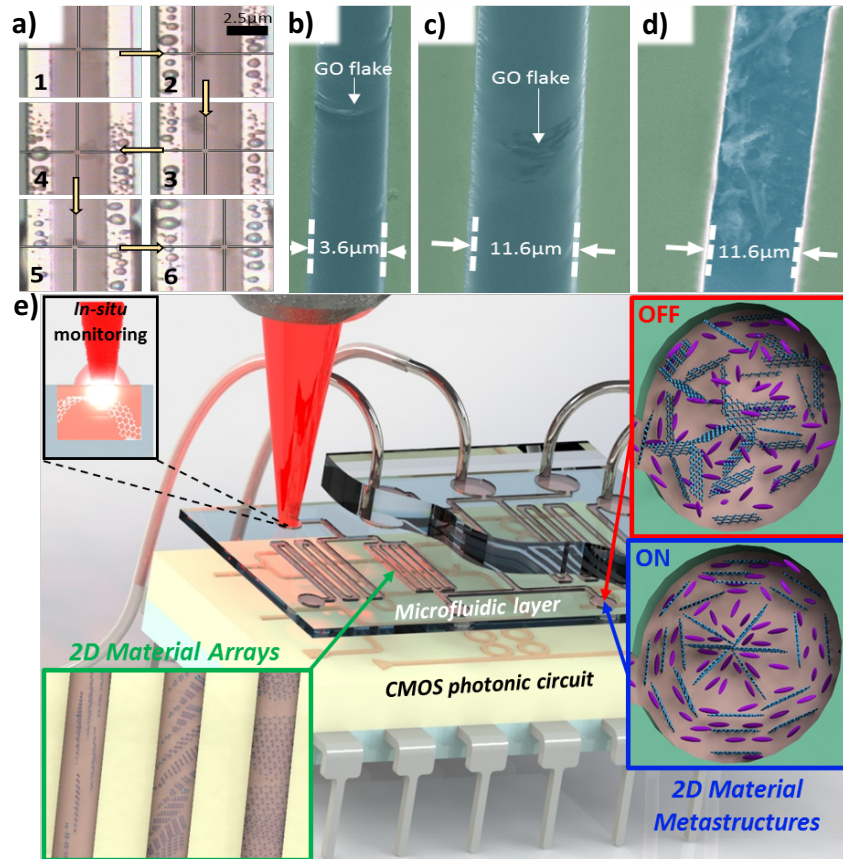 a)
2.5μm
1
2
4
3
5
6
b)
GO flake
3.6μm
c)
GO flake
11.6μm
d)
11.6μm
e)
In-situ
monitoring
OFF
ON
Microfluidic layer
2D Material Arrays
CMOS photonic circuit
2D Material
Metastructures